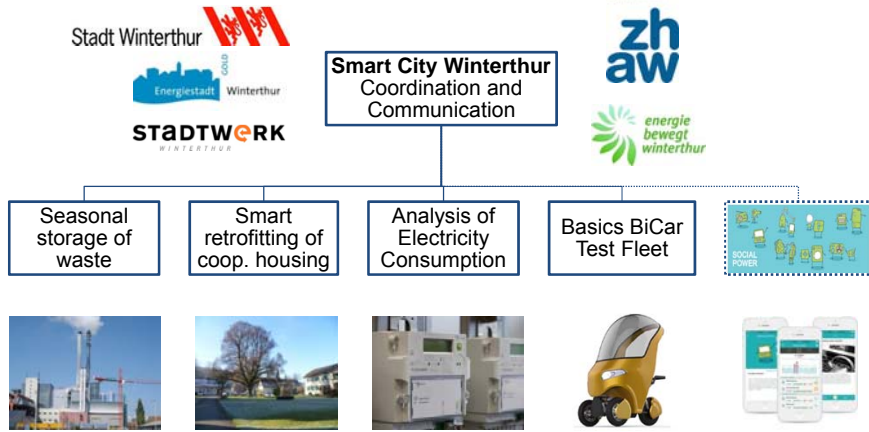 Stadt Winterthur
GOLD
Energiestadt Winterthur
STADTWERK
WINTERTHUR
Smart City Winterthur
Coordination and
Communication
zh
aw
energie
bewegt
winterthur
Seasonal
storage of
waste
Smart
retrofitting of
coop. housing
Analysis of
Electricity
Consumption
Basics BiCar
Test Fleet
SOCIAL
POWER